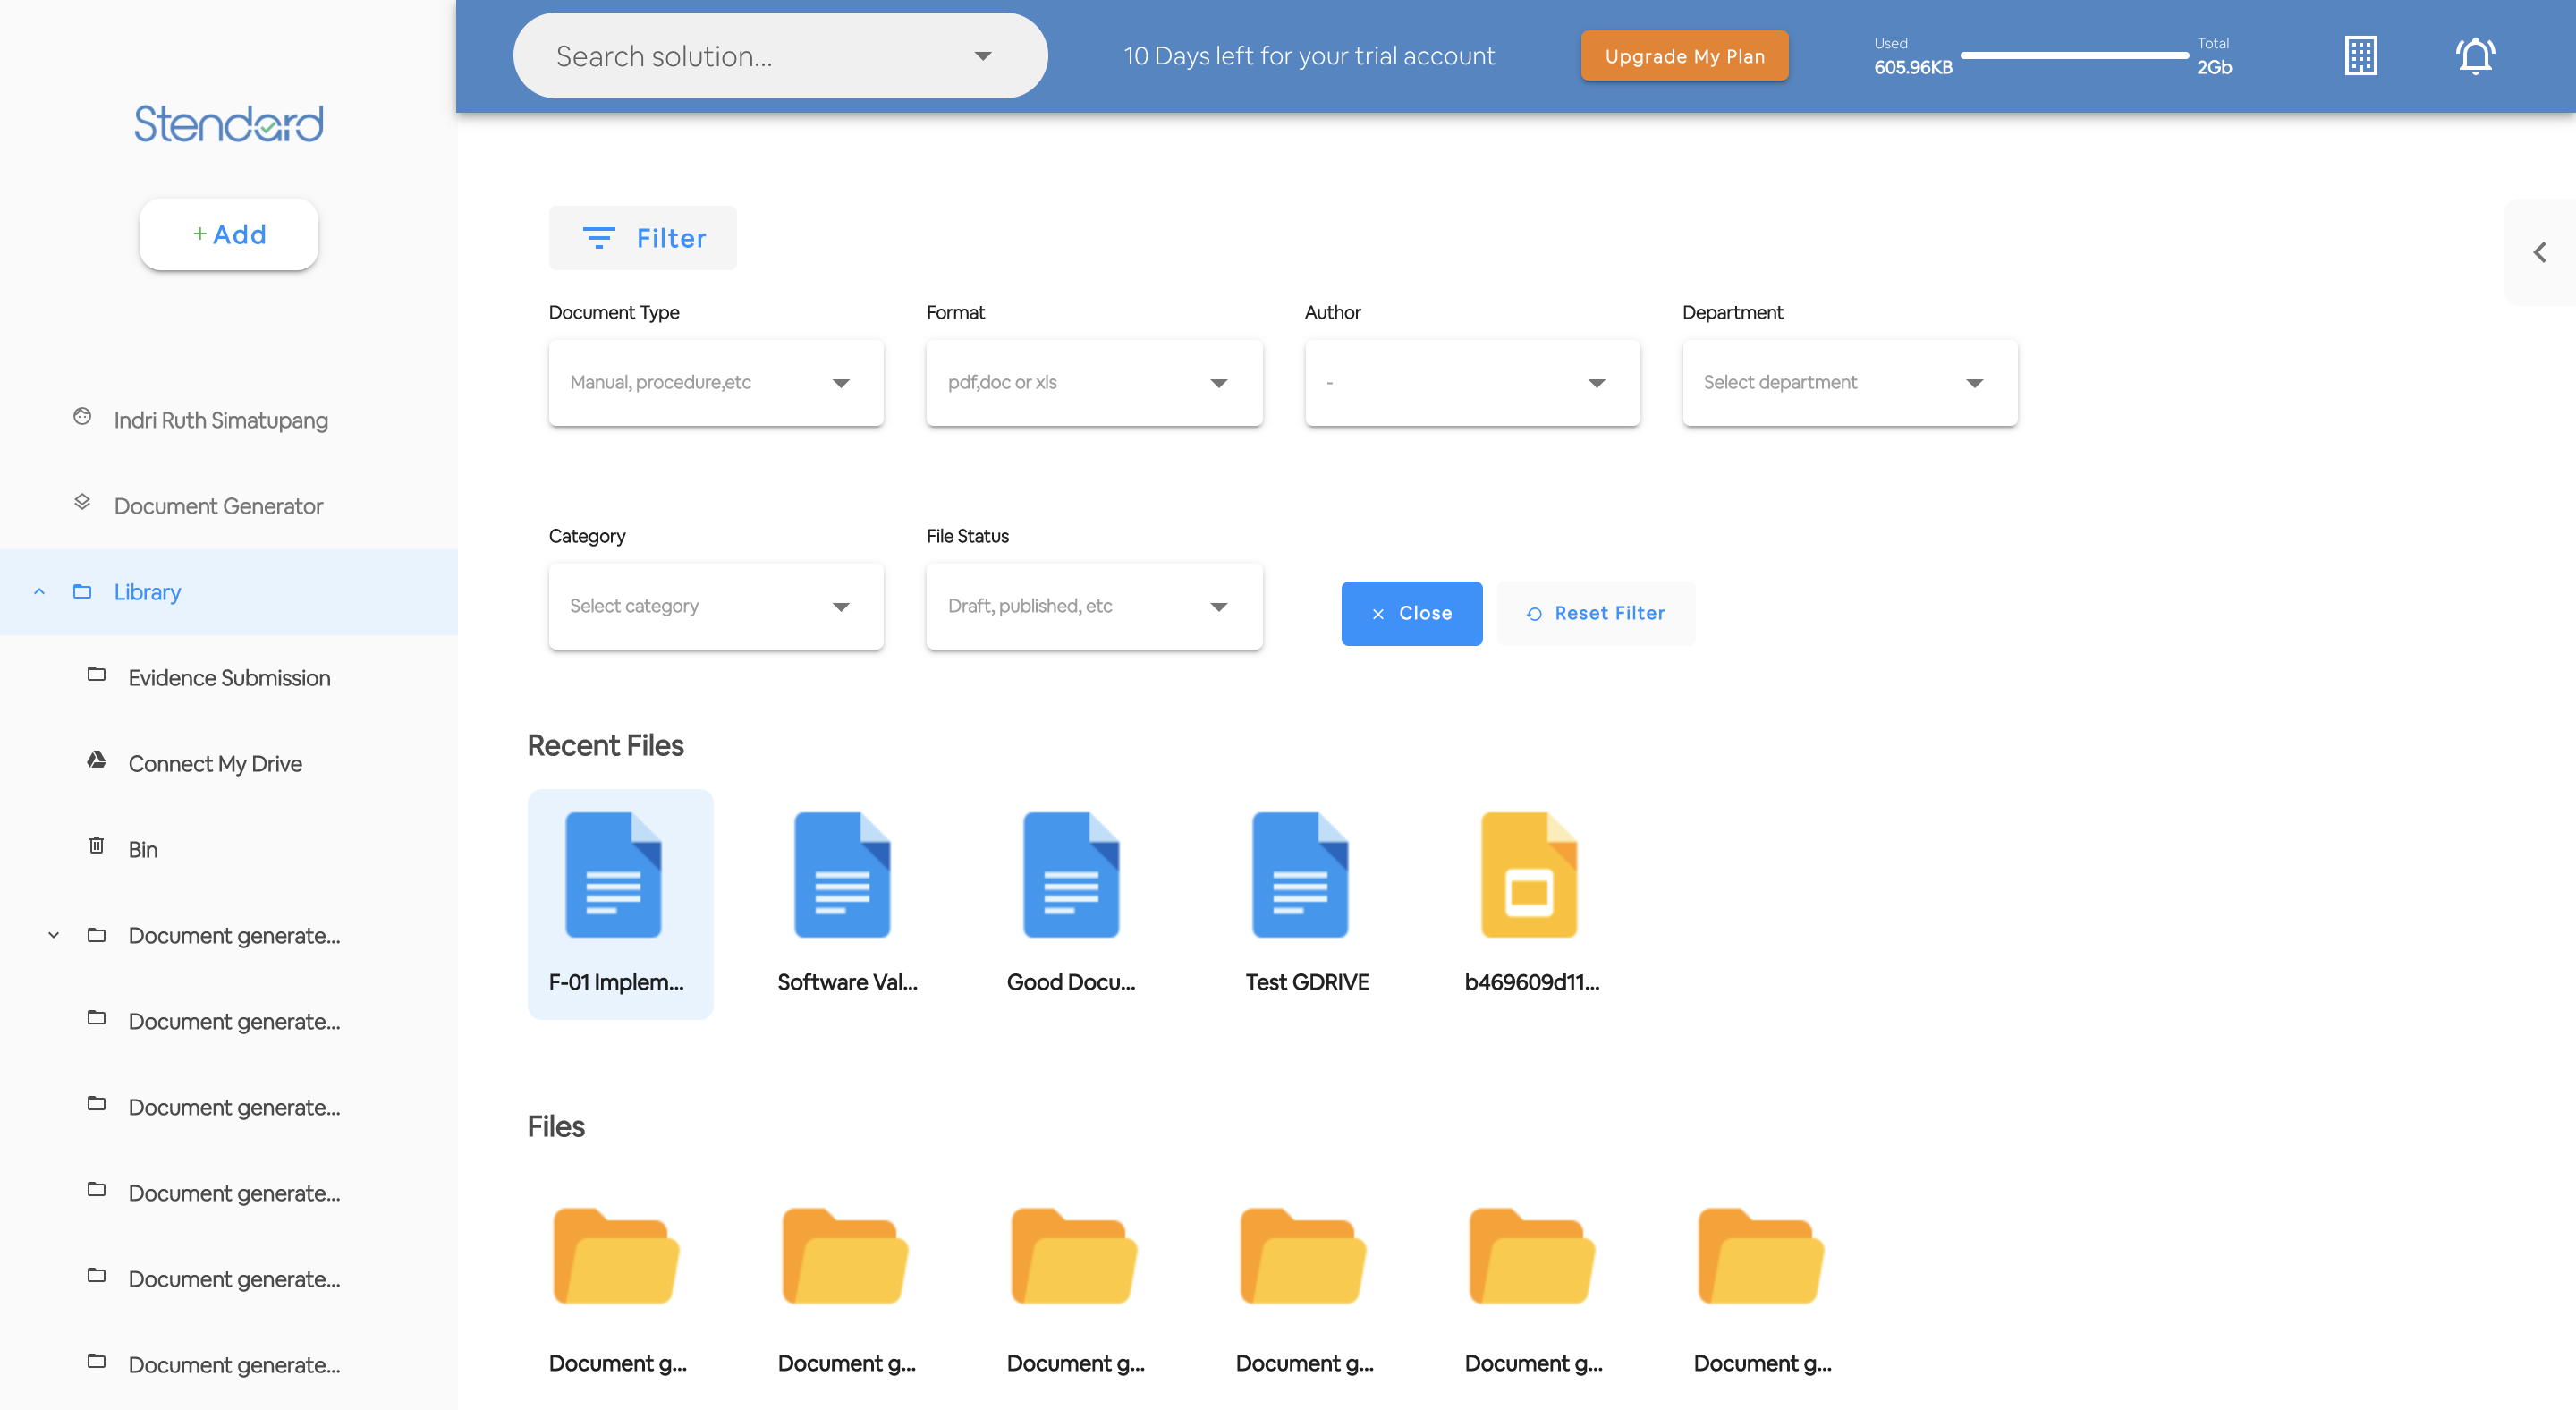 Search solution...
10 Days left for your trial account
Upgrade My Plan
Used
605.96KB
Total
2Gb
Stendard
+ Add
Indri Ruth Simatupang
Document Generator
Library
Evidence Submission
Connect My Drive
Bin
Document generate...
Document generate...
Document generate...
Document generate...
Document generate...
Document generate...
Filter
Document Type
Format
Author
Department
Manual, procedure,etc
pdf,doc or xls
-
Select department
Category
File Status
Select category
Draft, published, etc
Close
Reset Filter
Recent Files
F-01 Implem...
Software Val...
Good Docu...
Test GDRIVE
b469609d11...
Files
Document g...
Document g...
Document g...
Document g...
Document g...
Document g...